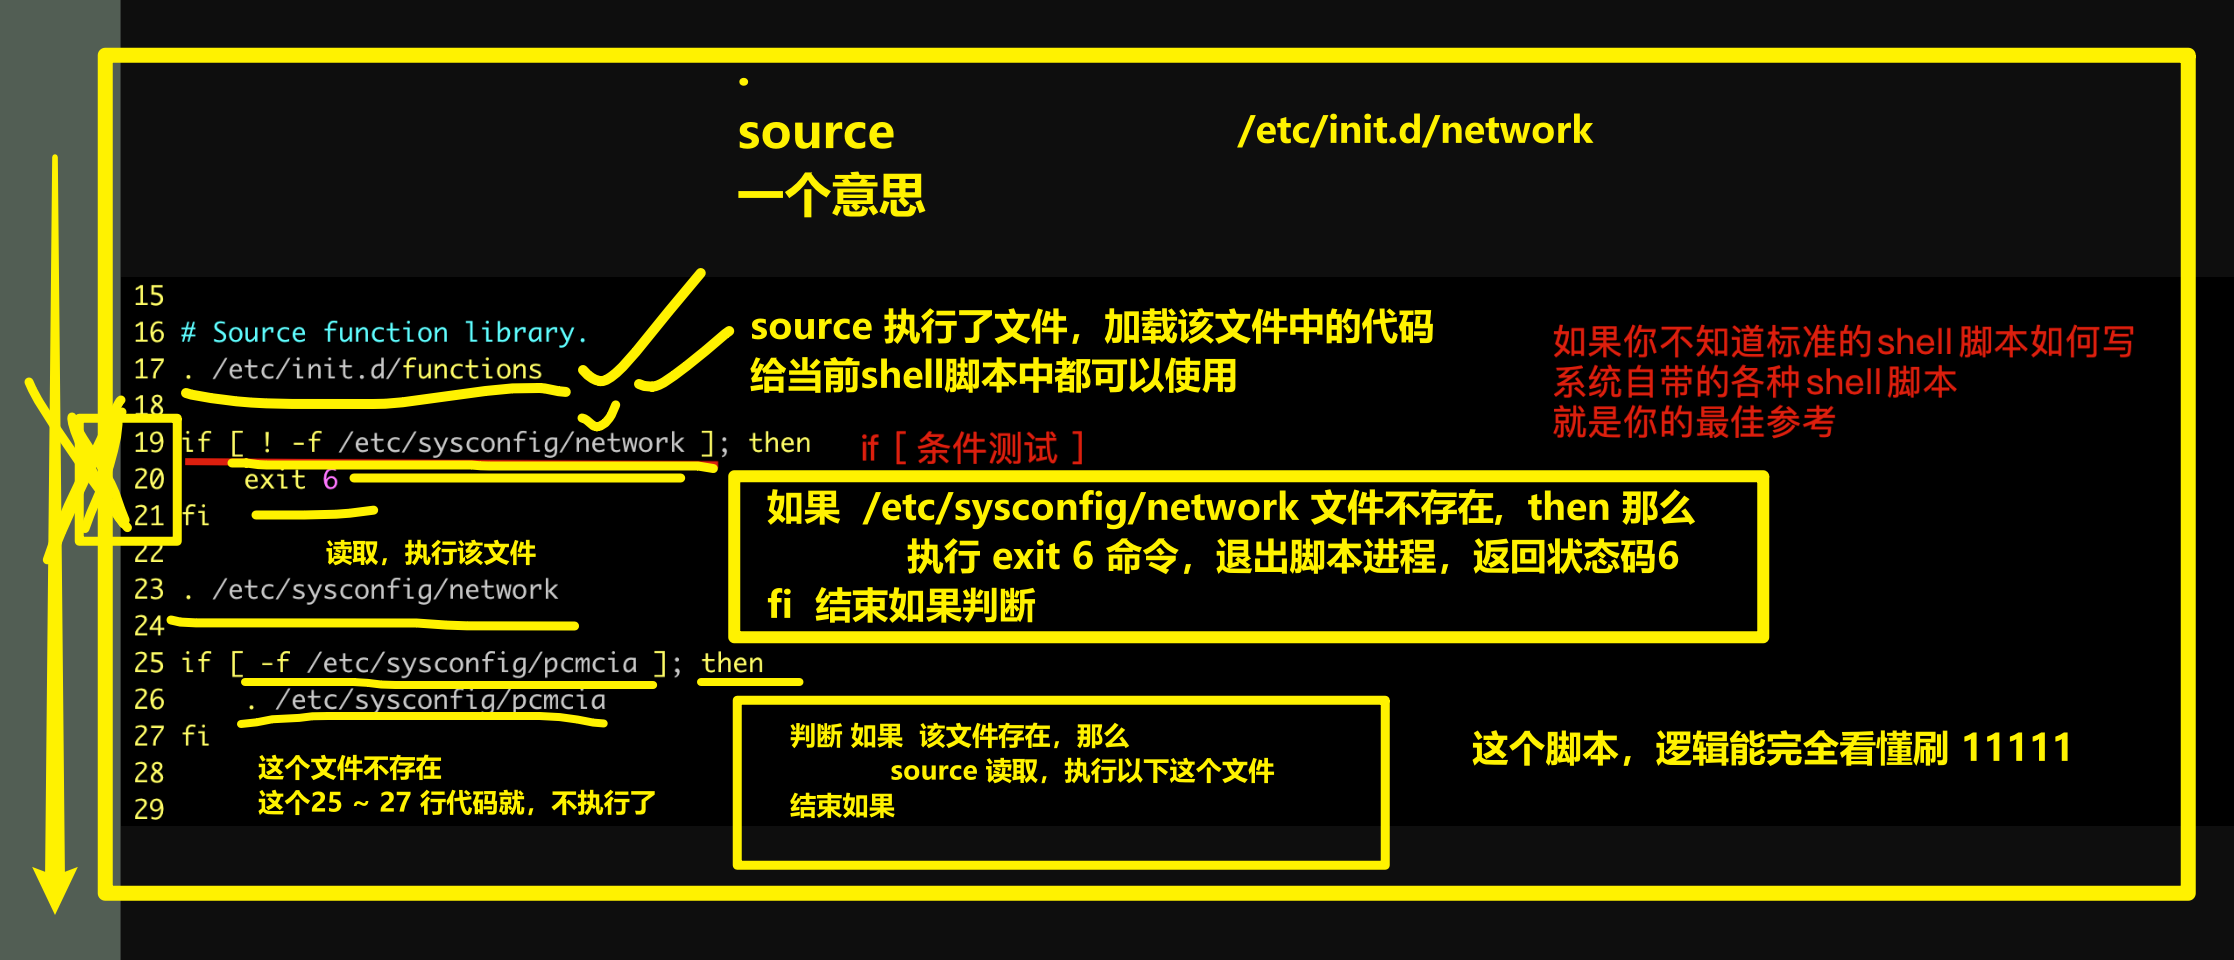 .
source
一个意思
/etc/init.d/network
15
16 # Source function library.
17 . /etc/init.d/functions
18
19 if [ ! -f /etc/sysconfig/network ]; then
20     exit 6
21 fi
22
23 . /etc/sysconfig/network
24
25 if [ -f /etc/sysconfig/pcmcia ]; then
26     . /etc/sysconfig/pcmcia
27 fi
28
29
source 执行了文件，加载该文件中的代码
给当前shell脚本中都可以使用
如果你不知道标准的shell脚本如何写
系统自带的各种shell脚本
就是你的最佳参考
if [ 条件测试 ]
如果 /etc/sysconfig/network 文件不存在，then 那么
执行 exit 6 命令，退出脚本进程，返回状态码6
fi 结束如果判断
读取，执行该文件
判断 如果 该文件存在，那么
source 读取，执行以下这个文件
结束如果
这个文件不存在
这个25 ~ 27 行代码就，不执行了
这个脚本，逻辑能完全看懂刷 11111